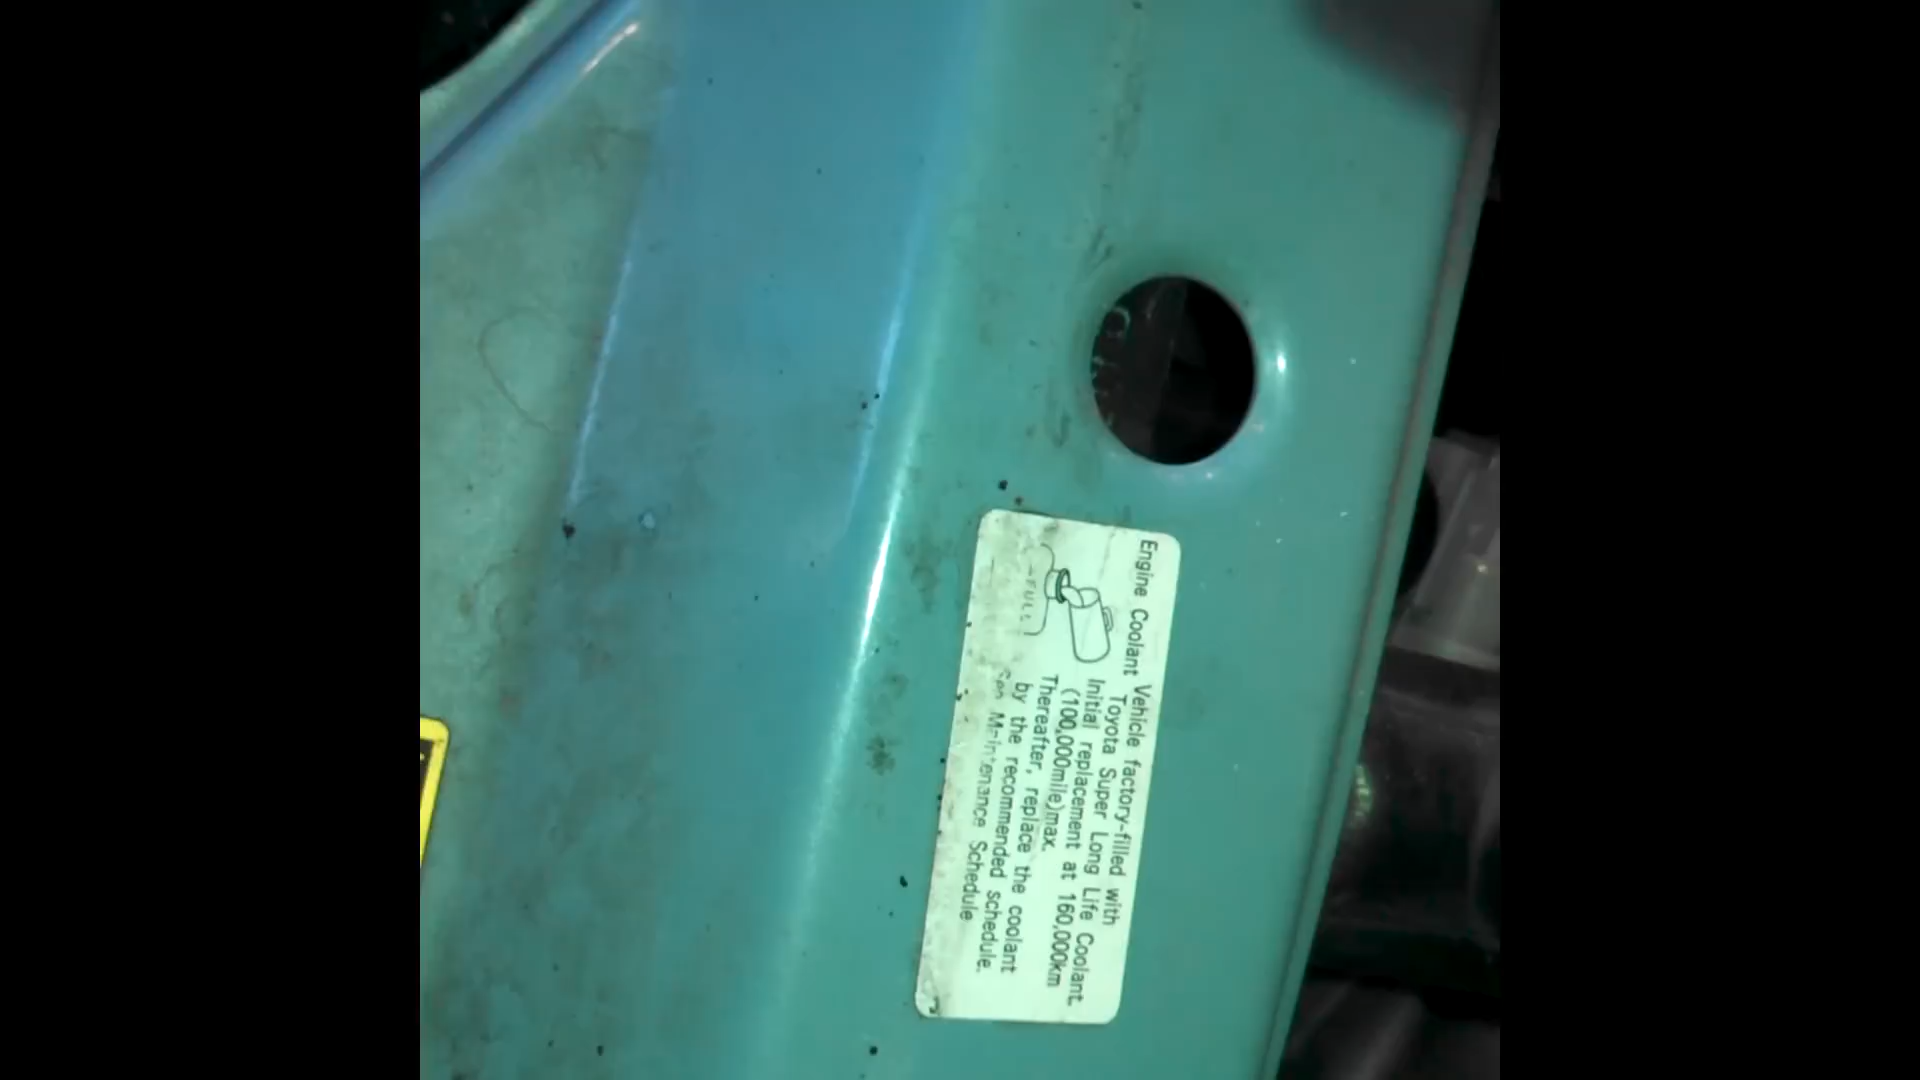 Engine Coolant
Vehicle factory-filled with
Toyota Super Long Life Coolant.
Initial replacement at 160,000km
(100,000mile)max.
Thereafter, replace the coolant
by the recommended schedule.
See Maintenance Schedule
FULL